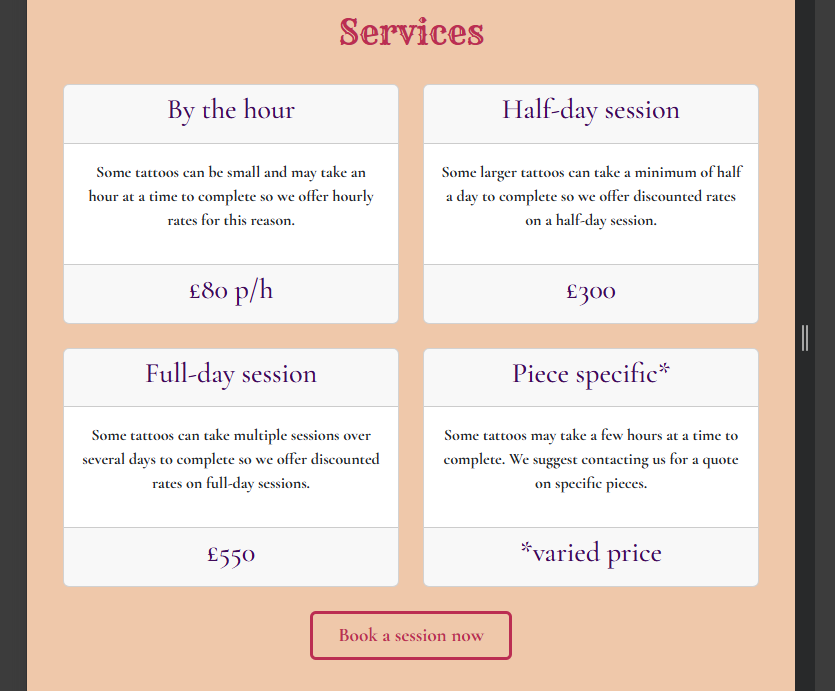 Services
By the hour
Some tattoos can be small and may take an
hour at a time to complete so we offer hourly
rates for this reason.
£80 p/h
Half-day session
Some larger tattoos can take a minimum of half
a day to complete so we offer discounted rates
on a half-day session.
£300
Full-day session
Some tattoos can take multiple sessions over
several days to complete so we offer discounted
rates on full-day sessions.
£550
Piece specific*
Some tattoos may take a few hours at a time to
complete. We suggest contacting us for a quote
on specific pieces.
*varied price
Book a session now